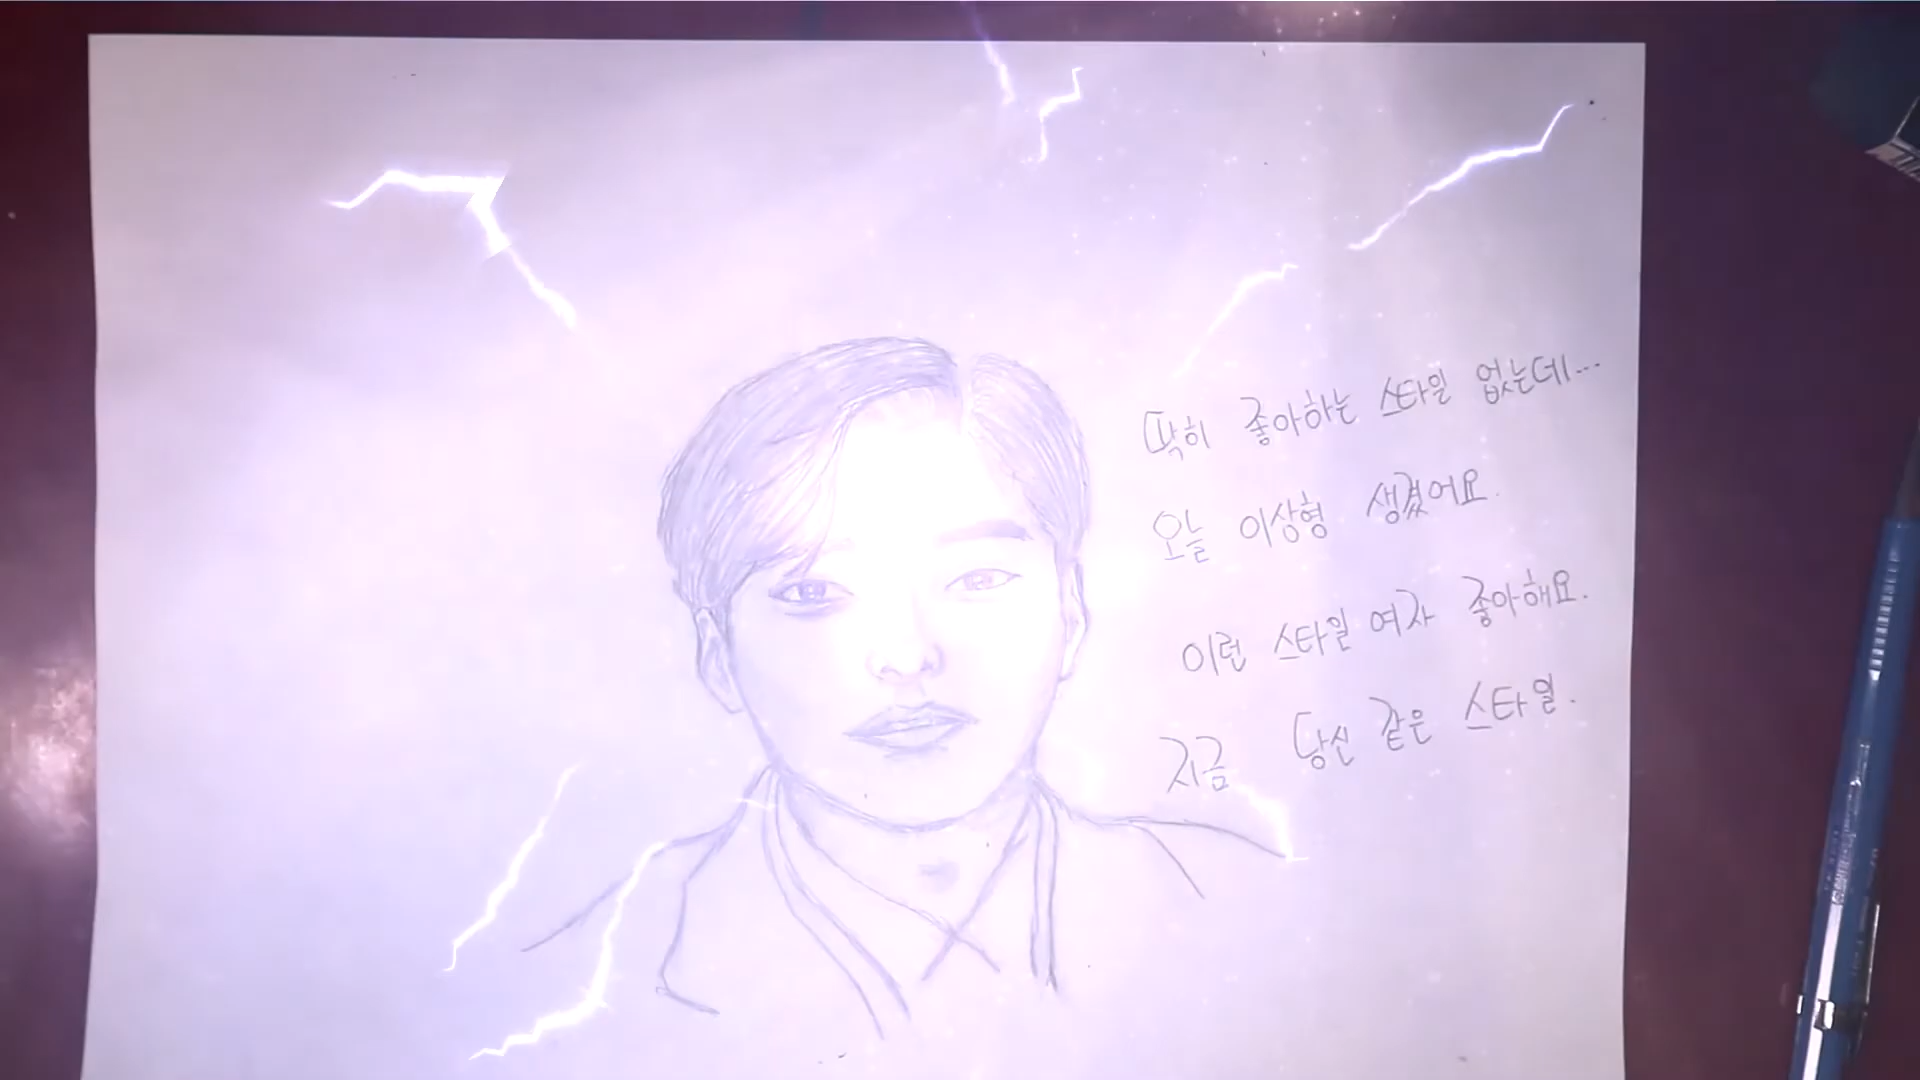 딱히 좋아하는 스타일 없는데...
오늘 이상형 생겼어요.
이런 스타일 여자 좋아해요.
지금 당신 같은 스타일.